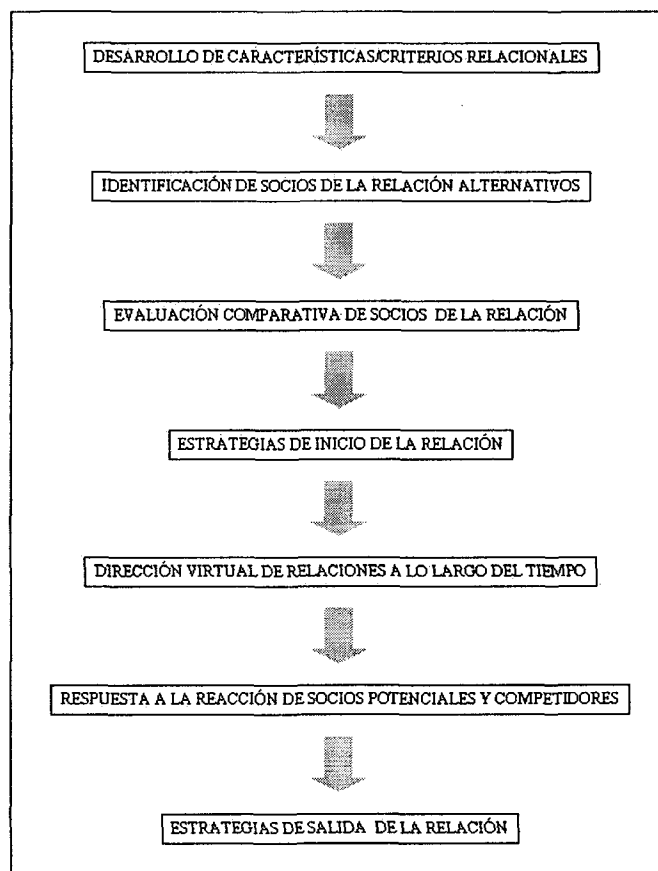 DESARROLLO DE CARACTERÍSTICAS/CRITERIOS RELACIONALES
IDENTIFICACIÓN DE SOCIOS DE LA RELACIÓN ALTERNATIVOS
EVALUACIÓN COMPARATIVA DE SOCIOS DE LA RELACIÓN
ESTRATEGIAS DE INICIO DE LA RELACIÓN
DIRECCIÓN VIRTUAL DE RELACIONES A LO LARGO DEL TIEMPO
RESPUESTA A LA REACCIÓN DE SOCIOS POTENCIALES Y COMPETIDORES
ESTRATEGIAS DE SALIDA DE LA RELACIÓN